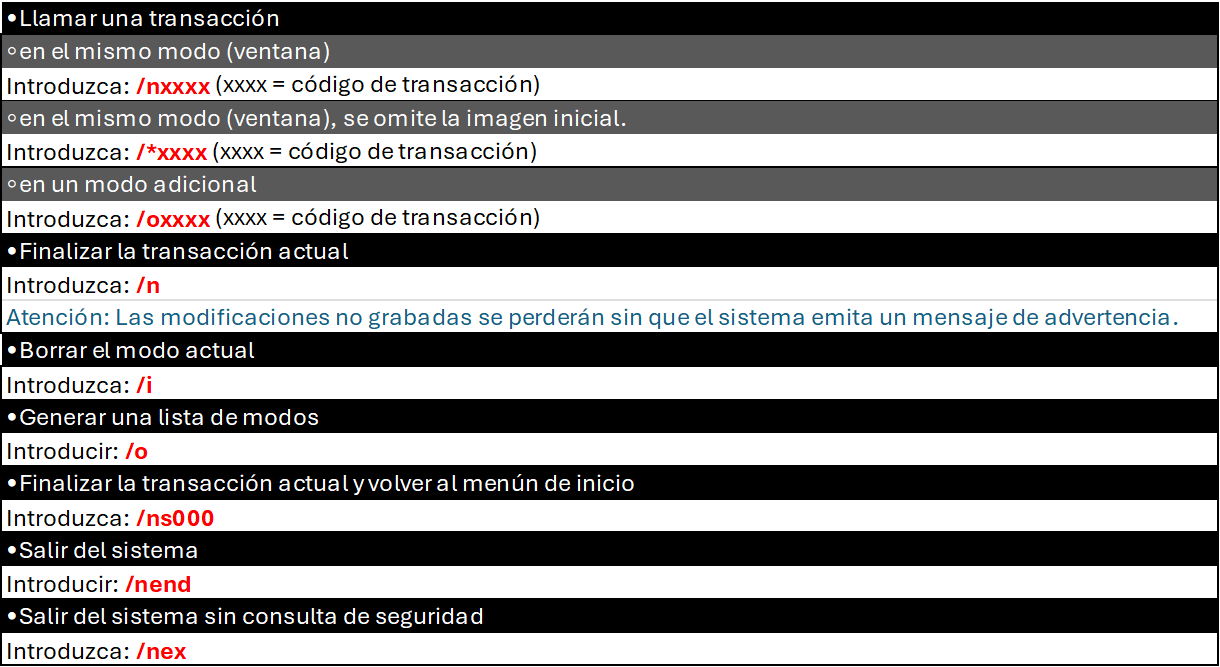 •Llamar una transacción
◦en el mismo modo (ventana)
Introduzca: /nxxxx (xxxx = código de transacción)
◦en el mismo modo (ventana), se omite la imagen inicial.
Introduzca: /*xxxx (xxxx = código de transacción)
◦en un modo adicional
Introduzca: /oxxxx (xxxx = código de transacción)
•Finalizar la transacción actual
Introduzca: /n
Atención: Las modificaciones no grabadas se perderán sin que el sistema emita un mensaje de advertencia.
•Borrar el modo actual
Introduzca: /i
•Generar una lista de modos
Introducir: /o
•Finalizar la transacción actual y volver al menún de inicio
Introduzca: /ns000
•Salir del sistema
Introducir: /nend
•Salir del sistema sin consulta de seguridad
Introduzca: /nex